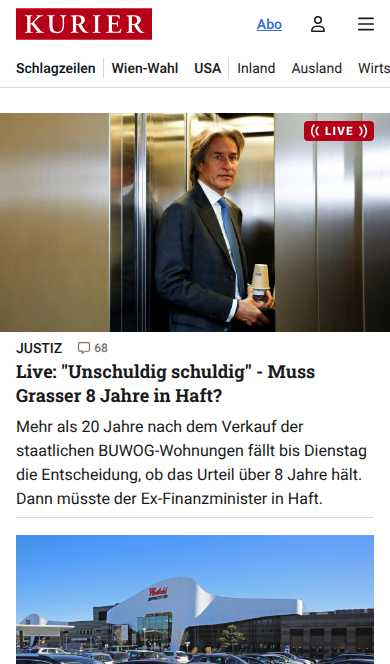 KURIER
Abo
Schlagzeilen Wien-Wahl USA Inland Ausland Wirts
(( LIVE ))
JUSTIZ 68
Live: "Unschuldig schuldig" - Muss
Grasser 8 Jahre in Haft?
Mehr als 20 Jahre nach dem Verkauf der
staatlichen BUWOG-Wohnungen fällt bis Dienstag
die Entscheidung, ob das Urteil über 8 Jahre hält.
Dann müsste der Ex-Finanzminister in Haft.
Westfield